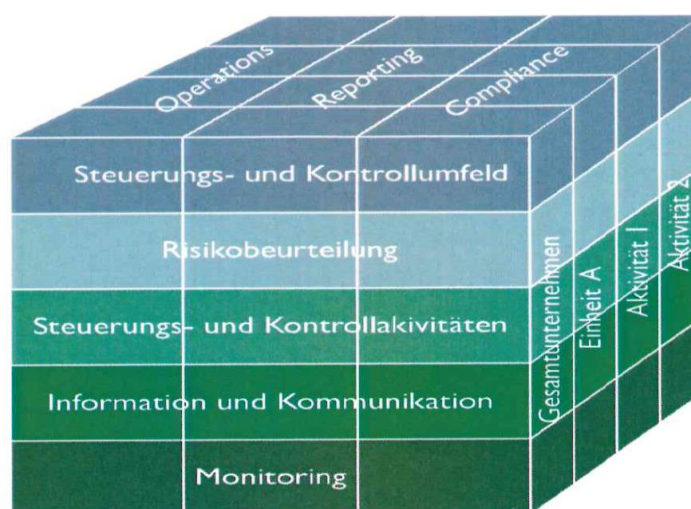 Operations
Reporting
Compliance
Steuerungs- und Kontrollumfeld
Risikobeurteilung
Steuerungs- und Kontrollakivitäten
Information und Kommunikation
Monitoring
Gesamtunternehmen
Einheit A
Aktivität 1
Aktivität 2